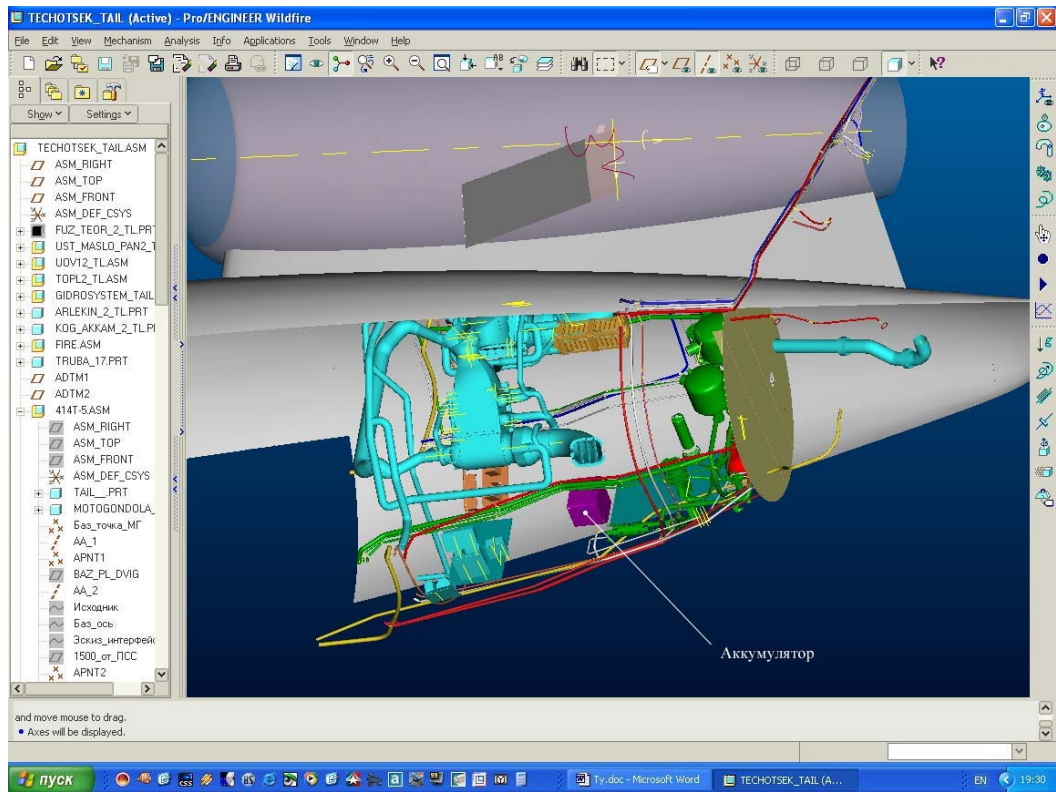 TECHOTSEK_TAIL (Active) - Pro/ENGINEER Wildfire
File Edit View Mechanism Analysis Info Applications Tools Window Help
Show Settings
TECHOTSEK_TAIL.ASM
ASM_RIGHT
ASM_TOP
ASM_FRONT
ASM_DEF_CSYS
FUZ_TEOR_2_TL.PRT
UST_MASLO_PAN2_T
UOV12_TL.ASM
TOPL2_TL.ASM
GIDROSYSTEM_TAIL
ARLEKIN_2_TL.PRT
KOG_AKKAM_2_TL.P
FIRE.ASM
TRUBA_17.PRT
ADTM1
ADTM2
414T-5.ASM
ASM_RIGHT
ASM_TOP
ASM_FRONT
ASM_DEF_CSYS
TAIL__.PRT
MOTOGONDOLA_
Баз_точка_МГ
AA_1
APNT1
BAZ_PL_DVIG
AA_2
Исходник
Баз_ось
Эскиз_интерфейс
1500_от_ПСС
APNT2
Аккумулятор
and move mouse to drag.
• Axes will be displayed.
пуск
Ty.doc - Microsoft Word
TECHOTSEK_TAIL (A...
EN
19:30